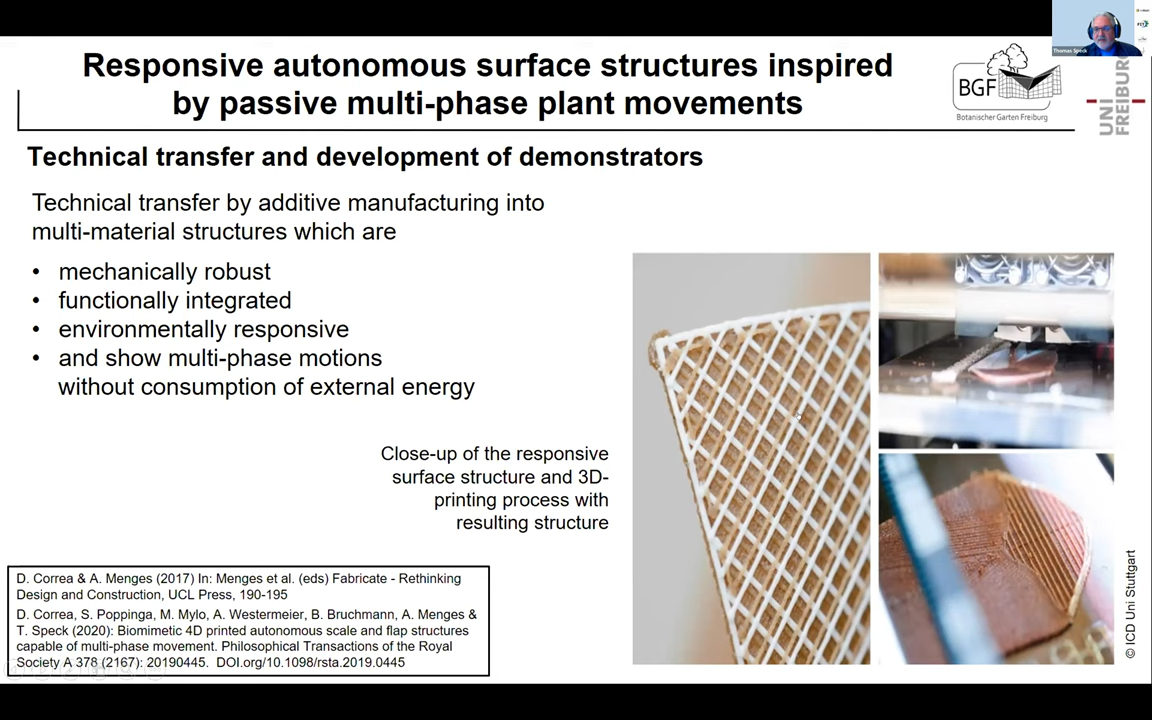 Thomas Speck
Responsive autonomous surface structures inspired
by passive multi-phase plant movements
BGF
Botanischer Garten Freiburg
UNI
FREIBURG
Technical transfer and development of demonstrators
Technical transfer by additive manufacturing into
multi-material structures which are
• mechanically robust
• functionally integrated
• environmentally responsive
• and show multi-phase motions
without consumption of external energy
Close-up of the responsive
surface structure and 3D-
printing process with
resulting structure
© ICD Uni Stuttgart
D. Correa & A. Menges (2017) In: Menges et al. (eds) Fabricate - Rethinking
Design and Construction, UCL Press, 190-195
D. Correa, S. Poppinga, M. Mylo, A. Westermeier, B. Bruchmann, A. Menges &
T. Speck (2020): Biomimetic 4D printed autonomous scale and flap structures
capable of multi-phase movement. Philosophical Transactions of the Royal
Society A 378 (2167): 20190445. DOI.org/10.1098/rsta.2019.0445